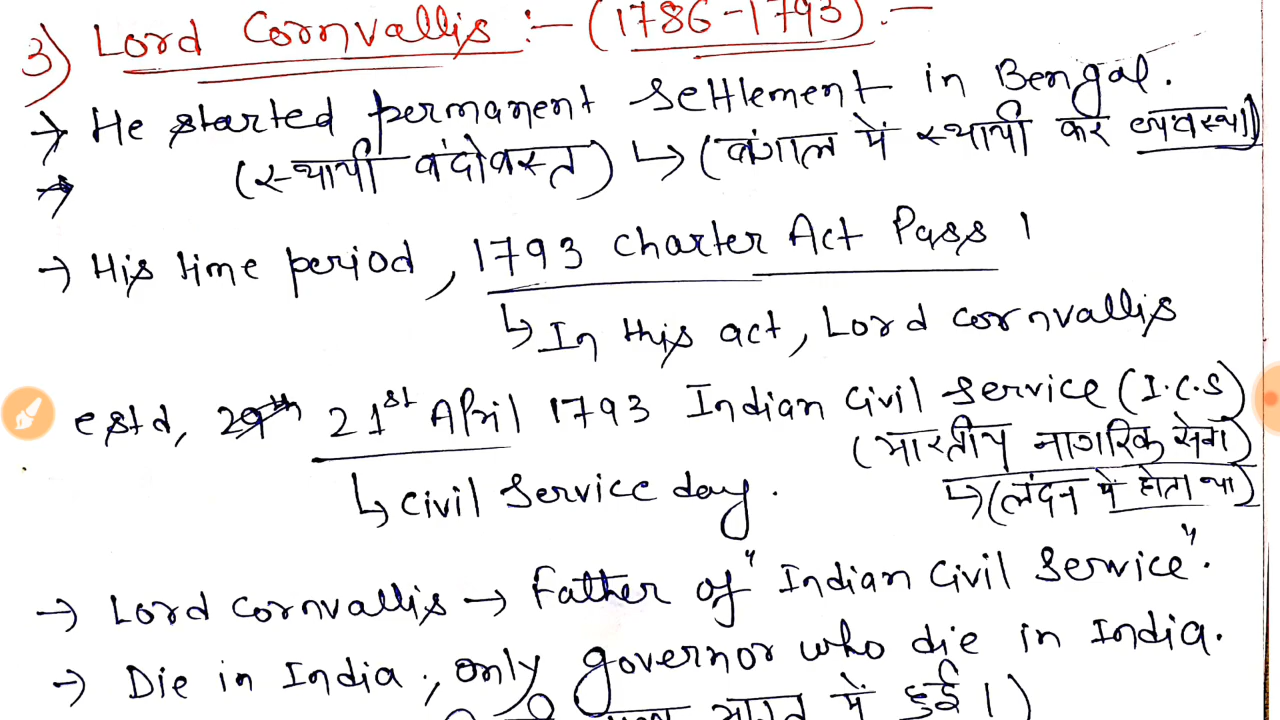 3) Lord Cornvallis :- (1786-1793) :-
→ He started permanent settlement in Bengal.
(स्थायी बंदोबस्त) ↳ (बंगाल में स्थायी कर व्यवस्था)
→
→ His time period, 1793 charter Act Pass।
↳ In this act, Lord cornvallis
estd, 29th 21st April 1793 Indian Civil Service (I.C.S)
(भारतीय नागरिक सेवा)
↳ Civil Service day.
↳ (लंदन में होता था)
→ Lord cornvallis → Father of "Indian Civil Service".
→ Die in India, only governor who die in India.
भारत में हुई।)